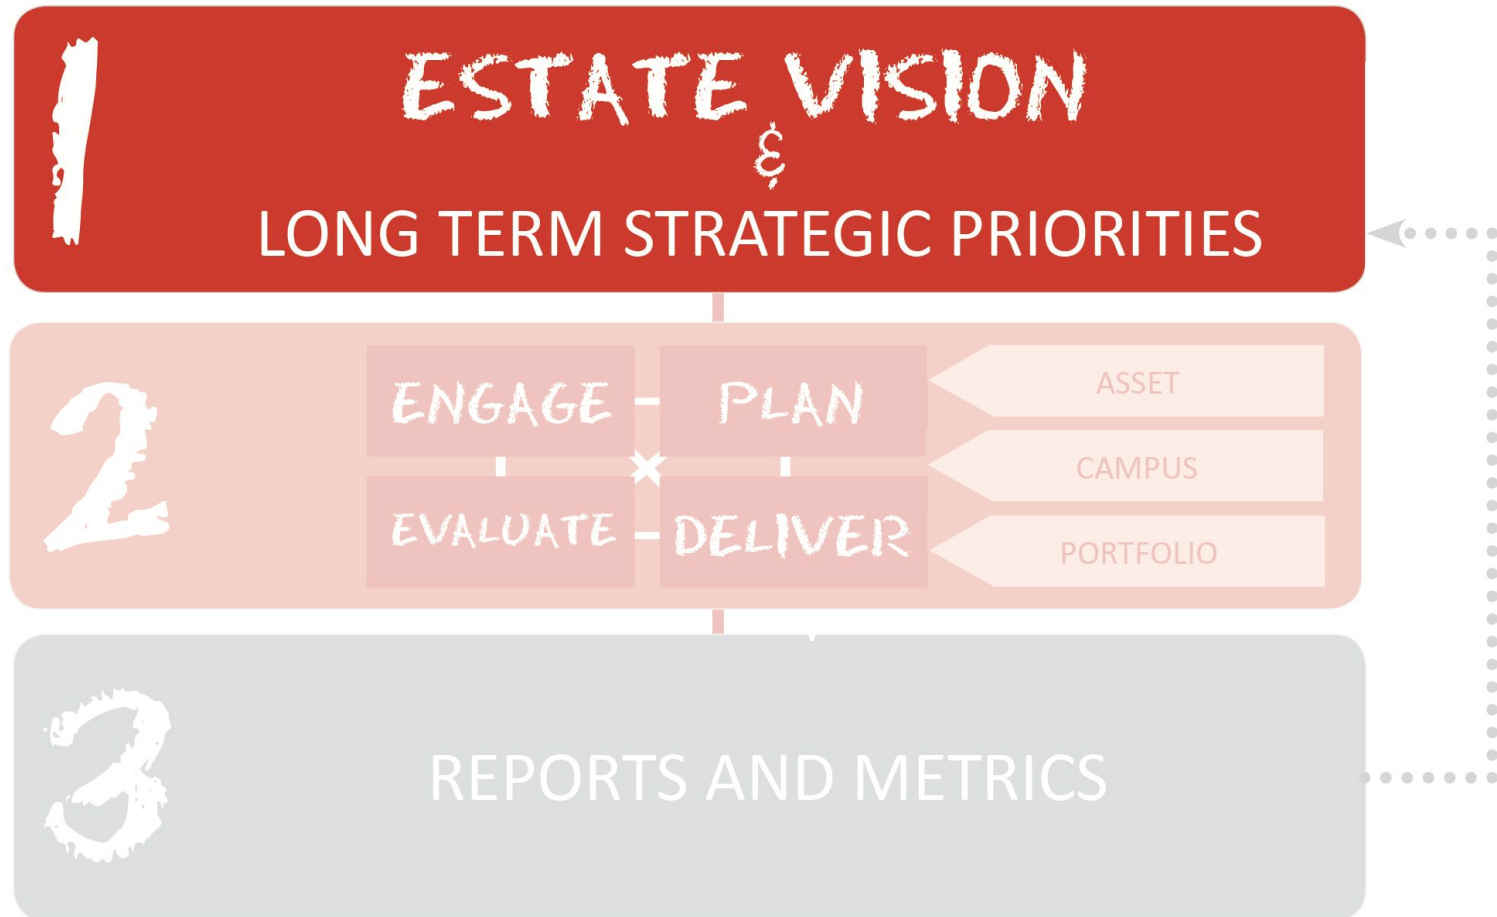 1
ESTATE VISION
&
LONG TERM STRATEGIC PRIORITIES
2
ENGAGE
PLAN
ASSET
CAMPUS
EVALUATE
DELIVER
PORTFOLIO
3
REPORTS AND METRICS